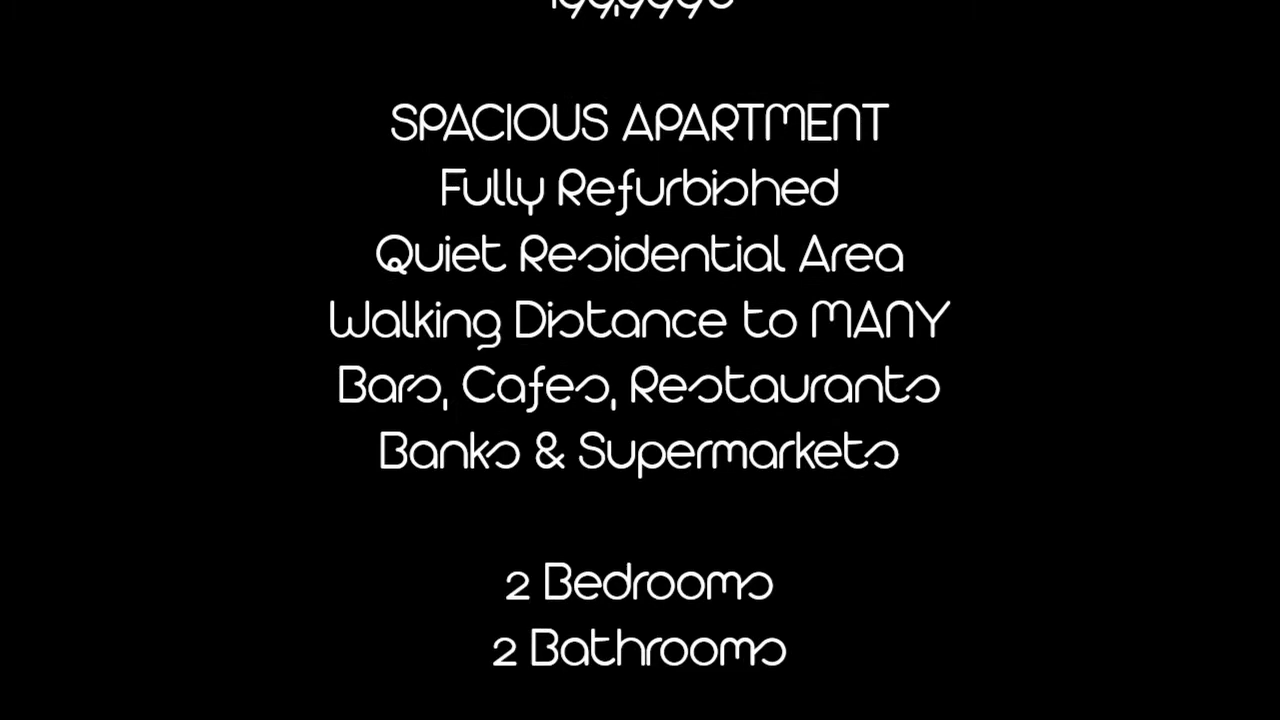 SPACIOUS APARTMENT
Fully Refurbished
Quiet Residential Area
Walking Distance to MANY
Bars, Cafes, Restaurants
Banks & Supermarkets
2 Bedrooms
2 Bathrooms